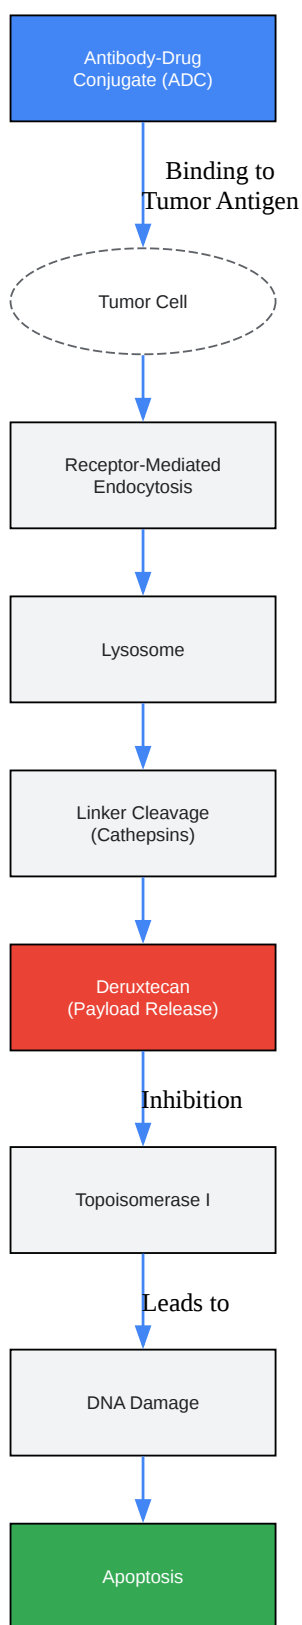 Antibody-Drug
Conjugate (ADC)
Binding to
Tumor Antigen
Tumor Cell
Receptor-Mediated
Endocytosis
Lysosome
Linker Cleavage
(Cathepsins)
Deruxtecan
(Payload Release)
Inhibition
Topoisomerase I
Leads to
DNA Damage
Apoptosis